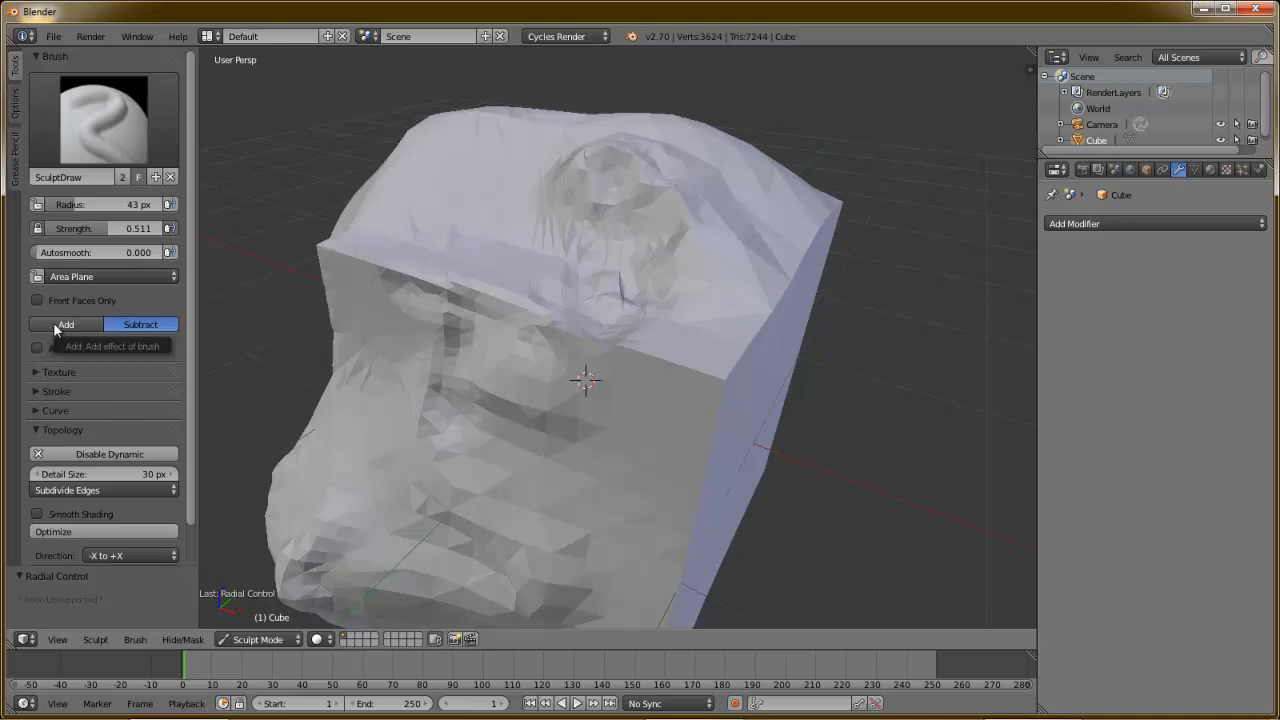 Blender
File Render Window Help Default Scene Cycles Render v2.70 | Verts:3624 | Tris:7244 | Cube
Tools
Options
Grease Pencil
Brush
SculptDraw 2 F
Radius: 43 px
Strength: 0.511
Autosmooth: 0.000
Area Plane
Front Faces Only
Add Subtract
Add: Add effect of brush
Texture
Stroke
Curve
Topology
Disable Dynamic
Detail Size: 30 px
Subdivide Edges
Smooth Shading
Optimize
Direction: -X to +X
Radial Control
User Persp
Last: Radial Control
(1) Cube
View Search All Scenes
Scene
RenderLayers
World
Camera
Cube
Cube
Add Modifier
View Sculpt Brush Hide/Mask Sculpt Mode
-50 -40 -30 -20 -10 0 10 20 30 40 50 60 70 80 90 100 110 120 130 140 150 160 170 180 190 200 210 220 230 240 250 260 270 280
View Marker Frame Playback Start: 1 End: 250 1 No Sync